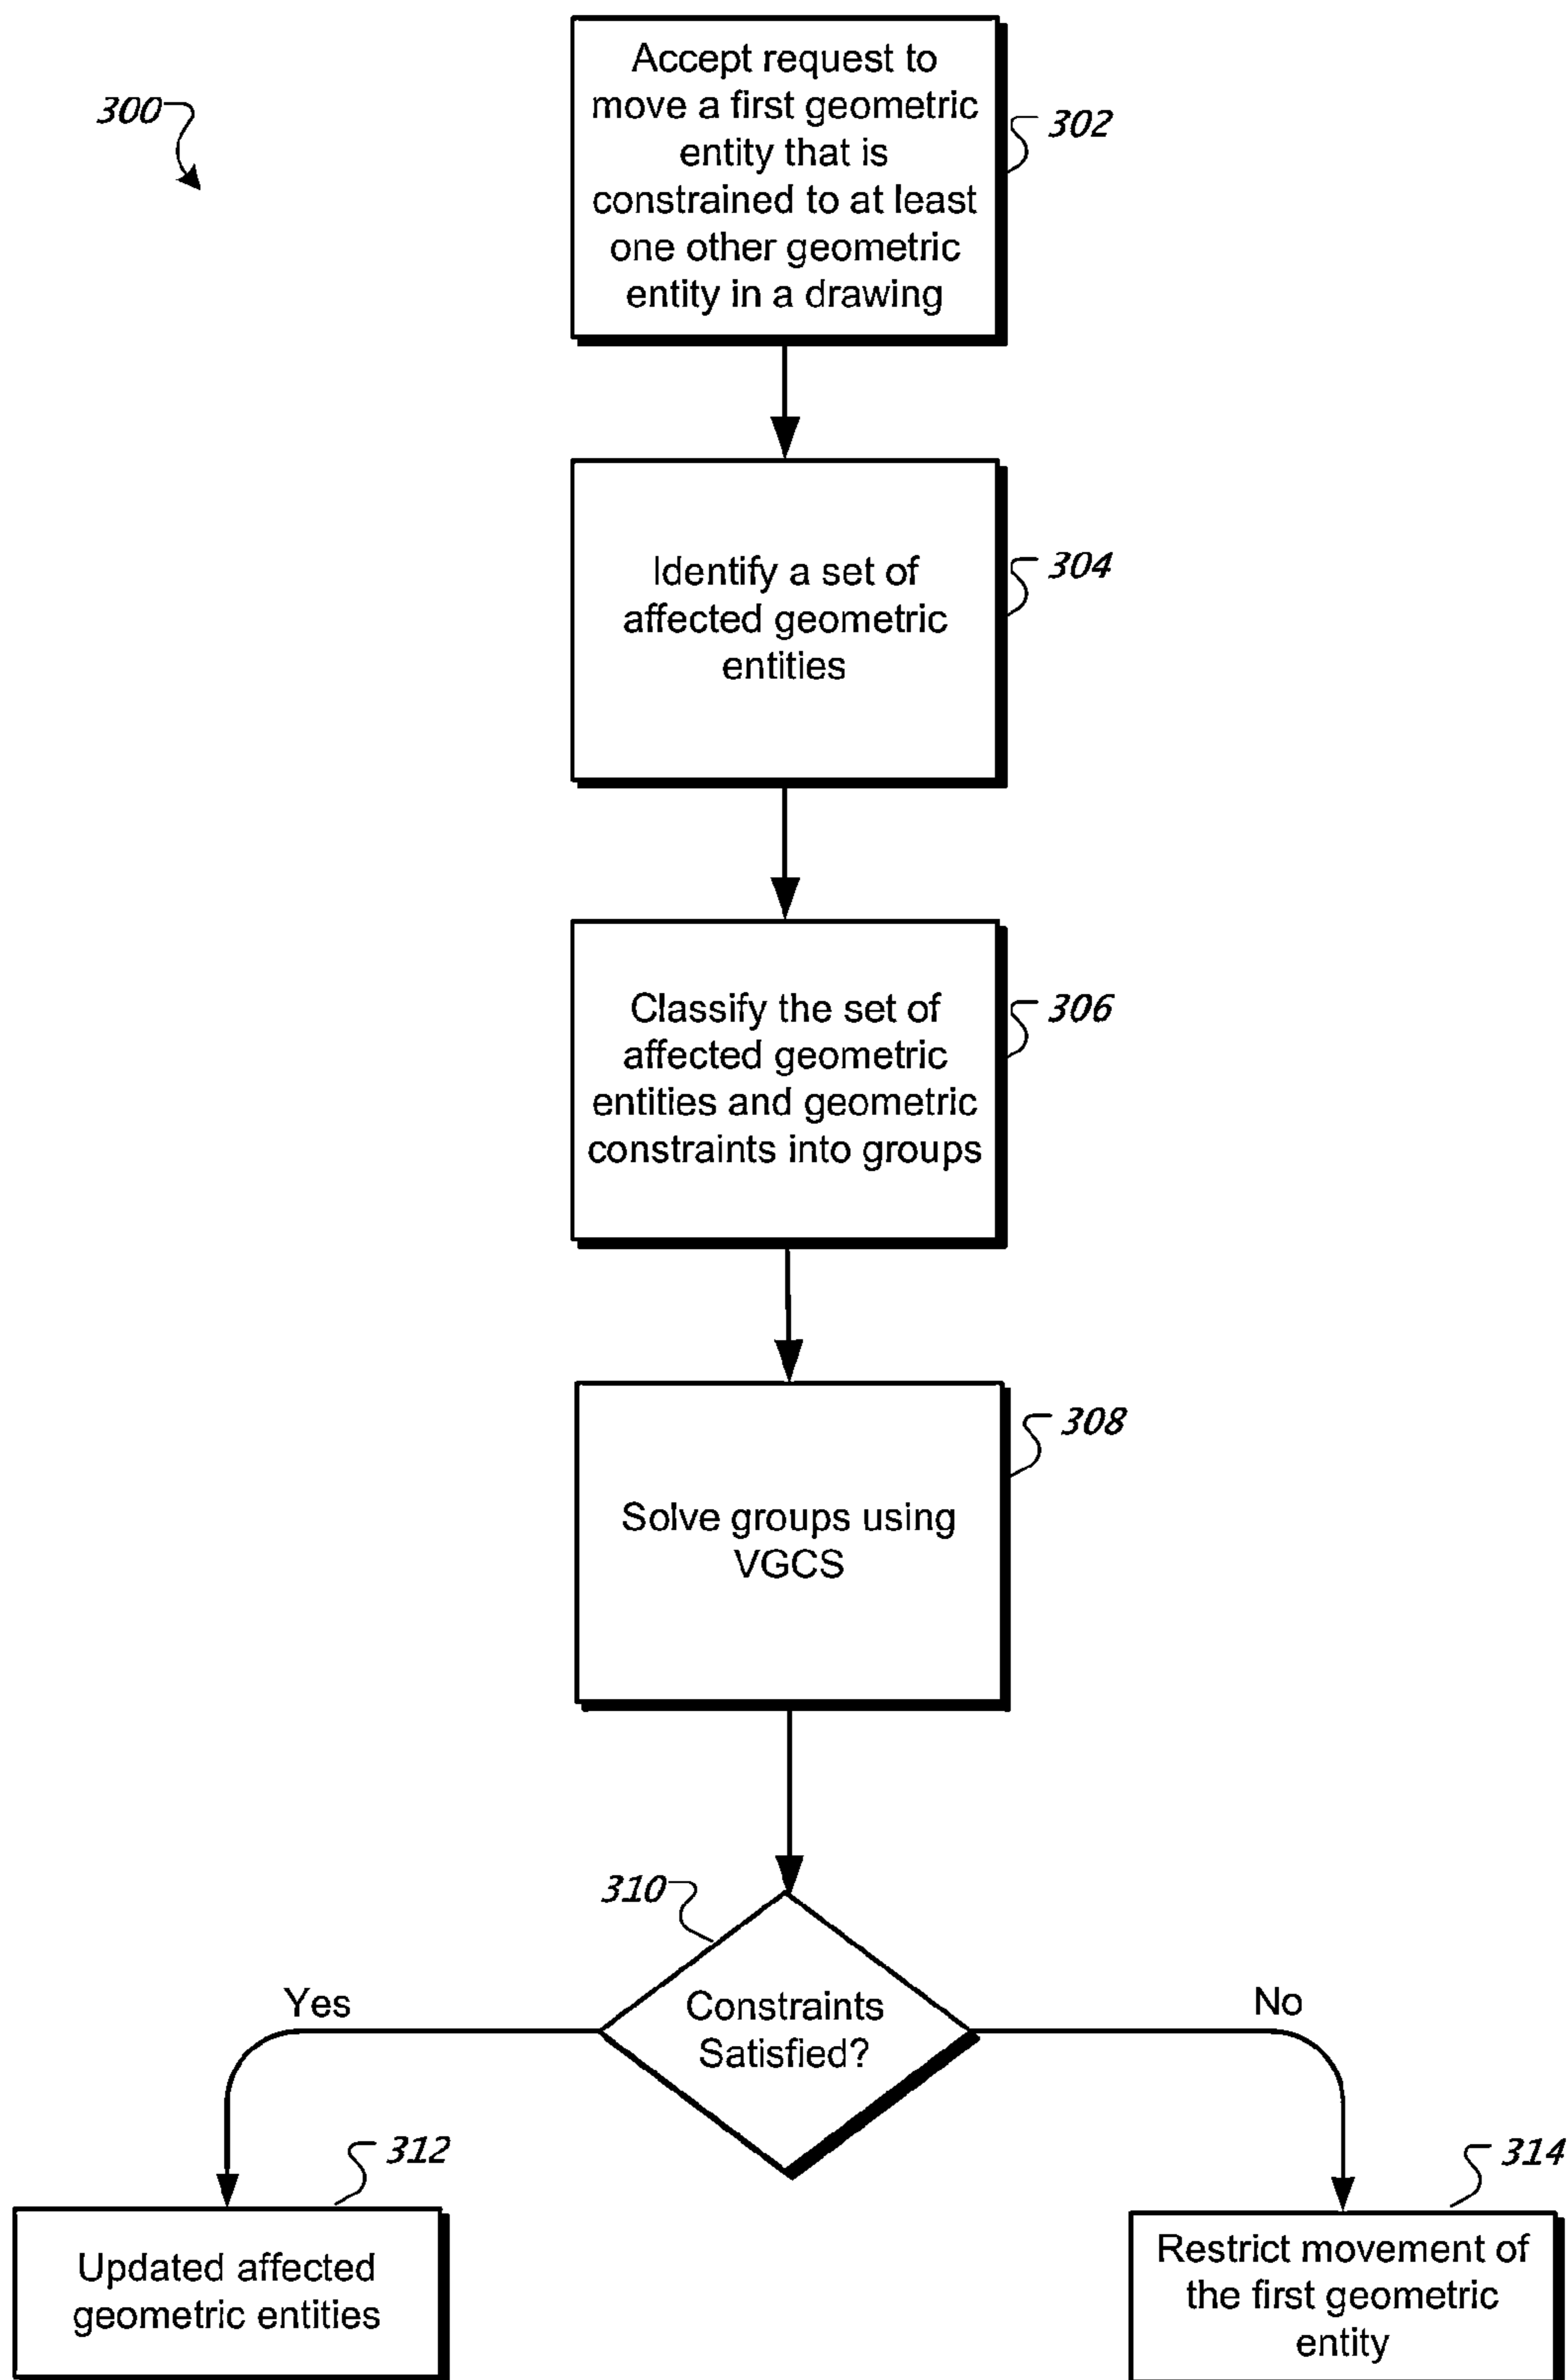 300
Accept request to
move a first geometric
entity that is
constrained to at least
one other geometric
entity in a drawing
302
Identify a set of
affected geometric
entities
304
Classify the set of
affected geometric
entities and geometric
constraints into groups
306
Solve groups using
VGCS
308
310
Constraints
Satisfied?
Yes
No
312
Updated affected
geometric entities
314
Restrict movement of
the first geometric
entity